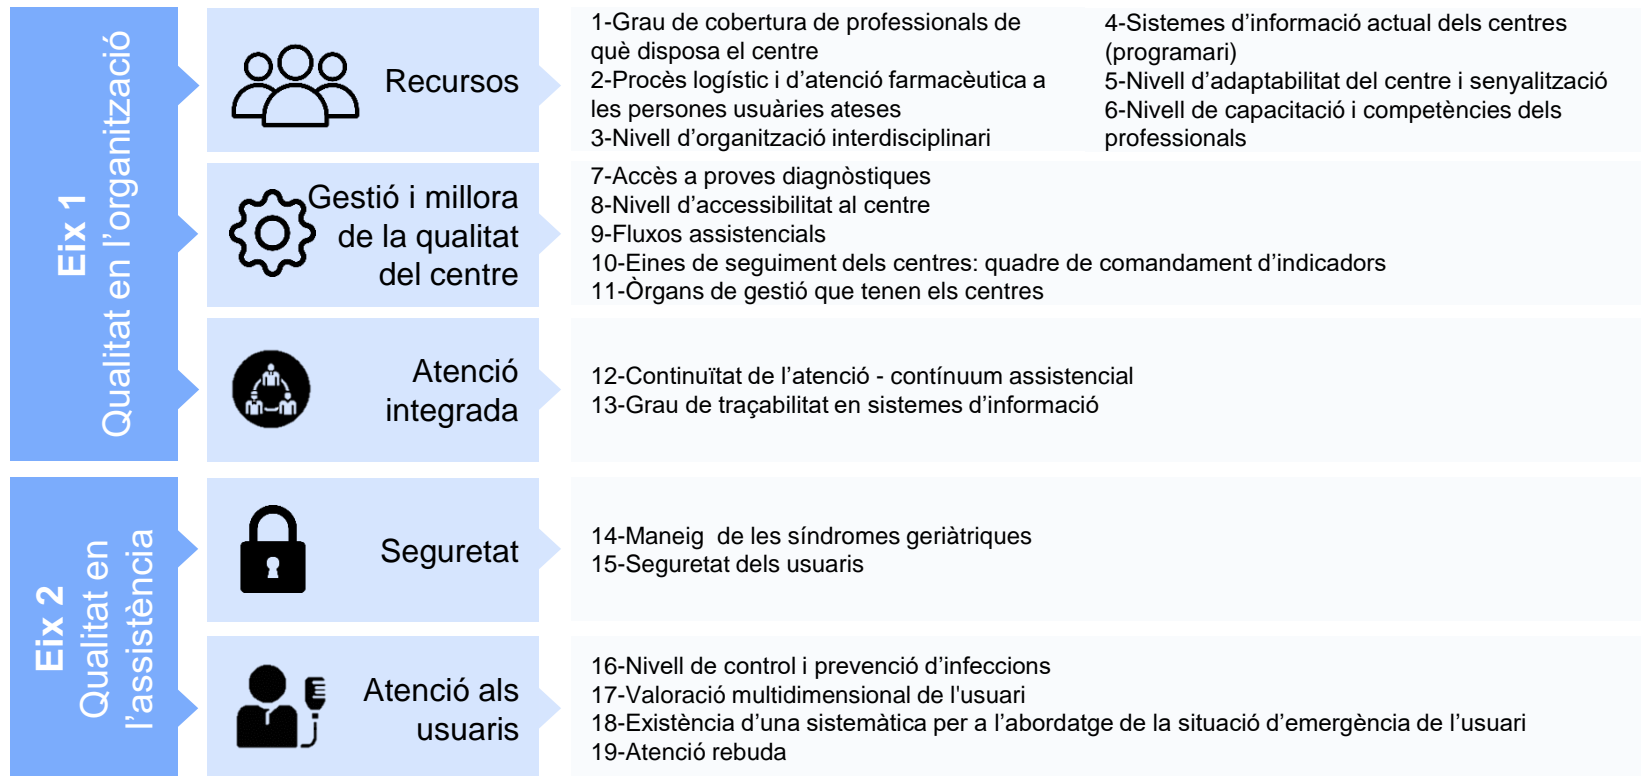 Eix 1
Qualitat en l'organització
Recursos
1-Grau de cobertura de professionals de
què disposa el centre
2-Procès logístic i d'atenció farmacèutica a
les persones usuàries ateses
3-Nivell d'organització interdisciplinari
4-Sistemes d'informació actual dels centres
(programari)
5-Nivell d'adaptabilitat del centre i senyalització
6-Nivell de capacitació i competències dels
professionals
Gestió i millora
de la qualitat
del centre
7-Accès a proves diagnòstiques
8-Nivell d'accessibilitat al centre
9-Fluxos assistencials
10-Eines de seguiment dels centres: quadre de comandament d'indicadors
11-Òrgans de gestió que tenen els centres
Atenció
integrada
12-Continuïtat de l'atenció - contínuum assistencial
13-Grau de traçabilitat en sistemes d'informació
Eix 2
Qualitat en
l'assistència
Seguretat
14-Maneig  de les síndromes geriàtriques
15-Seguretat dels usuaris
Atenció als
usuaris
16-Nivell de control i prevenció d'infeccions
17-Valoració multidimensional de l'usuari
18-Existència d'una sistemàtica per a l'abordatge de la situació d'emergència de l'usuari
19-Atenció rebuda